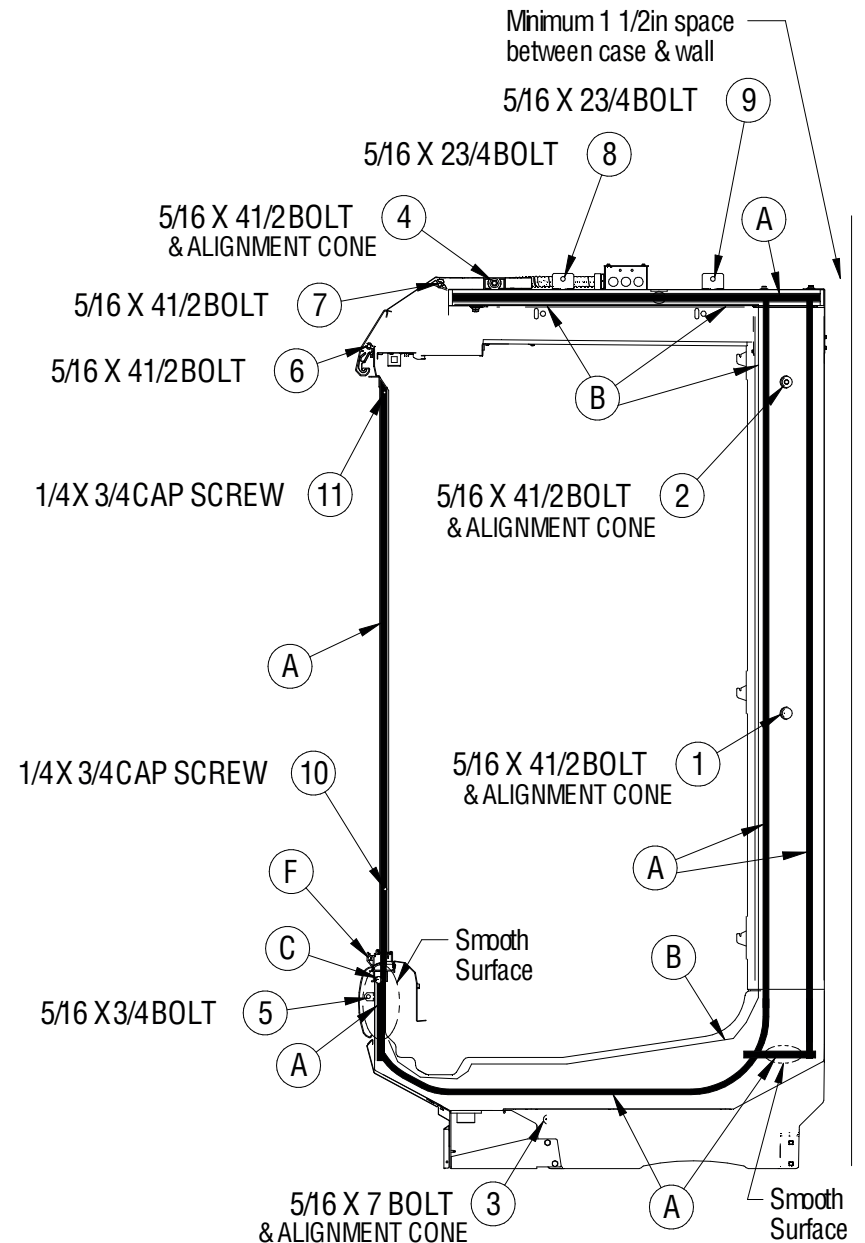 Minimum 1 1/2in space
between case & wall
5/16 X 23/4BOLT 9
5/16 X 23/4BOLT 8
5/16 X 41/2BOLT 4
& ALIGNMENT CONE
A
5/16 X 41/2BOLT 7
5/16 X 41/2BOLT 6
B
1/4X 3/4CAP SCREW 11
5/16 X 41/2BOLT 2
& ALIGNMENT CONE
A
1/4X 3/4CAP SCREW 10
5/16 X 41/2BOLT 1
& ALIGNMENT CONE
A
F
C
Smooth
Surface
B
5/16 X3/4BOLT 5
A
5/16 X 7 BOLT 3
& ALIGNMENT CONE
A
Smooth
Surface